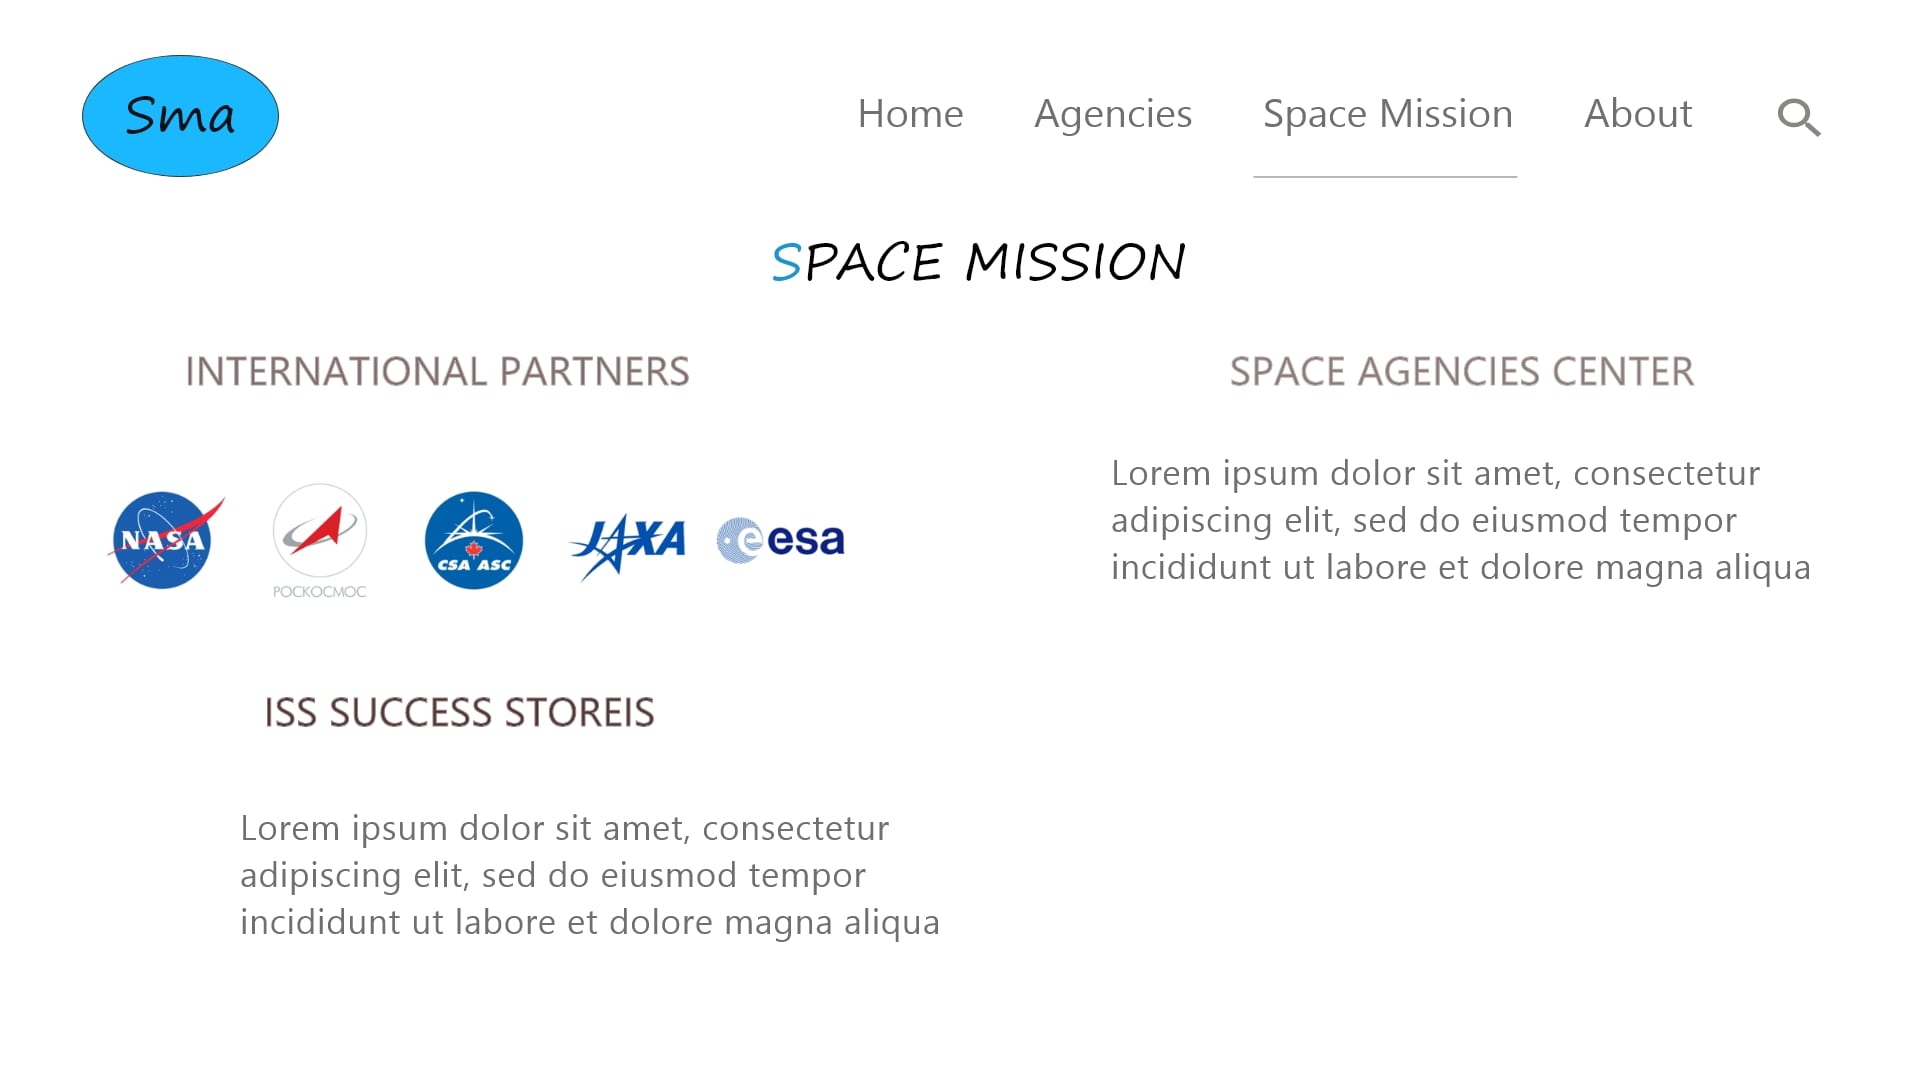 Sma
Home
Agencies
Space Mission
About
SPACE MISSION
INTERNATIONAL PARTNERS
NASA
РОСКОСМОС
CSA ASC
JAXA
esa
SPACE AGENCIES CENTER
Lorem ipsum dolor sit amet, consectetur
adipiscing elit, sed do eiusmod tempor
incididunt ut labore et dolore magna aliqua
ISS SUCCESS STOREIS
Lorem ipsum dolor sit amet, consectetur
adipiscing elit, sed do eiusmod tempor
incididunt ut labore et dolore magna aliqua